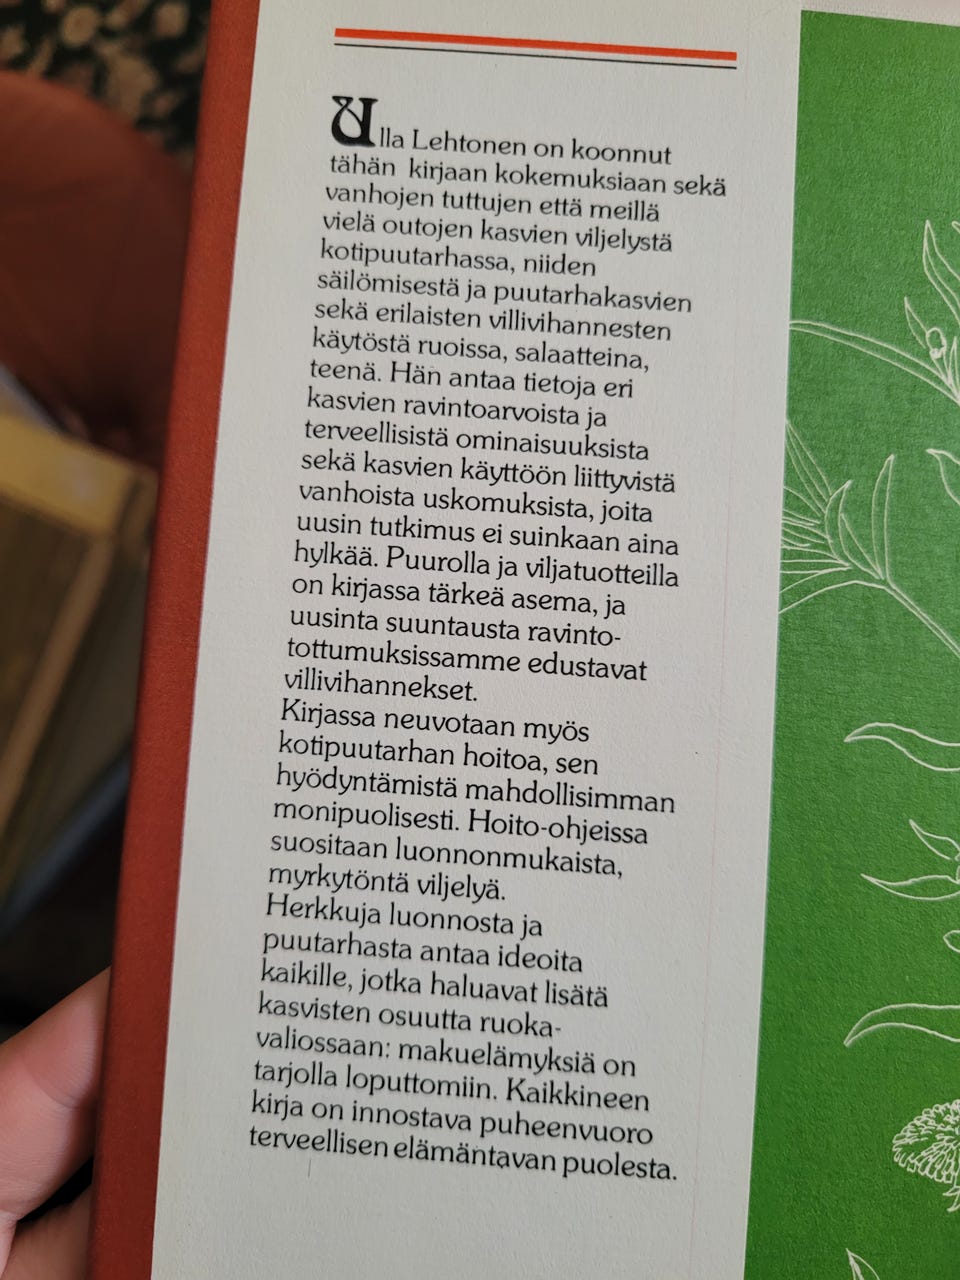 Ulla Lehtonen on koonnut
tähän kirjaan kokemuksiaan sekä
vanhojen tuttujen että meillä
vielä outojen kasvien viljelystä
kotipuutarhassa, niiden
säilömisestä ja puutarhakasvien
sekä erilaisten villivihannesten
käytöstä ruoissa, salaatteina,
teenä. Hän antaa tietoja eri
kasvien ravintoarvoista ja
terveellisistä ominaisuuksista
sekä kasvien käyttöön liittyvistä
vanhoista uskomuksista, joita
uusin tutkimus ei suinkaan aina
hylkää. Puurolla ja viljatuotteilla
on kirjassa tärkeä asema, ja
uusinta suuntausta ravinto-
tottumuksissamme edustavat
villivihannekset.
Kirjassa neuvotaan myös
kotipuutarhan hoitoa, sen
hyödyntämistä mahdollisimman
monipuolisesti. Hoito-ohjeissa
suositaan luonnonmukaista,
myrkytöntä viljelyä.
Herkkuja luonnosta ja
puutarhasta antaa ideoita
kaikille, jotka haluavat lisätä
kasvisten osuutta ruoka-
valiossaan: makuelämyksiä on
tarjolla loputtomiin. Kaikkineen
kirja on innostava puheenvuoro
terveellisen elämäntavan puolesta.